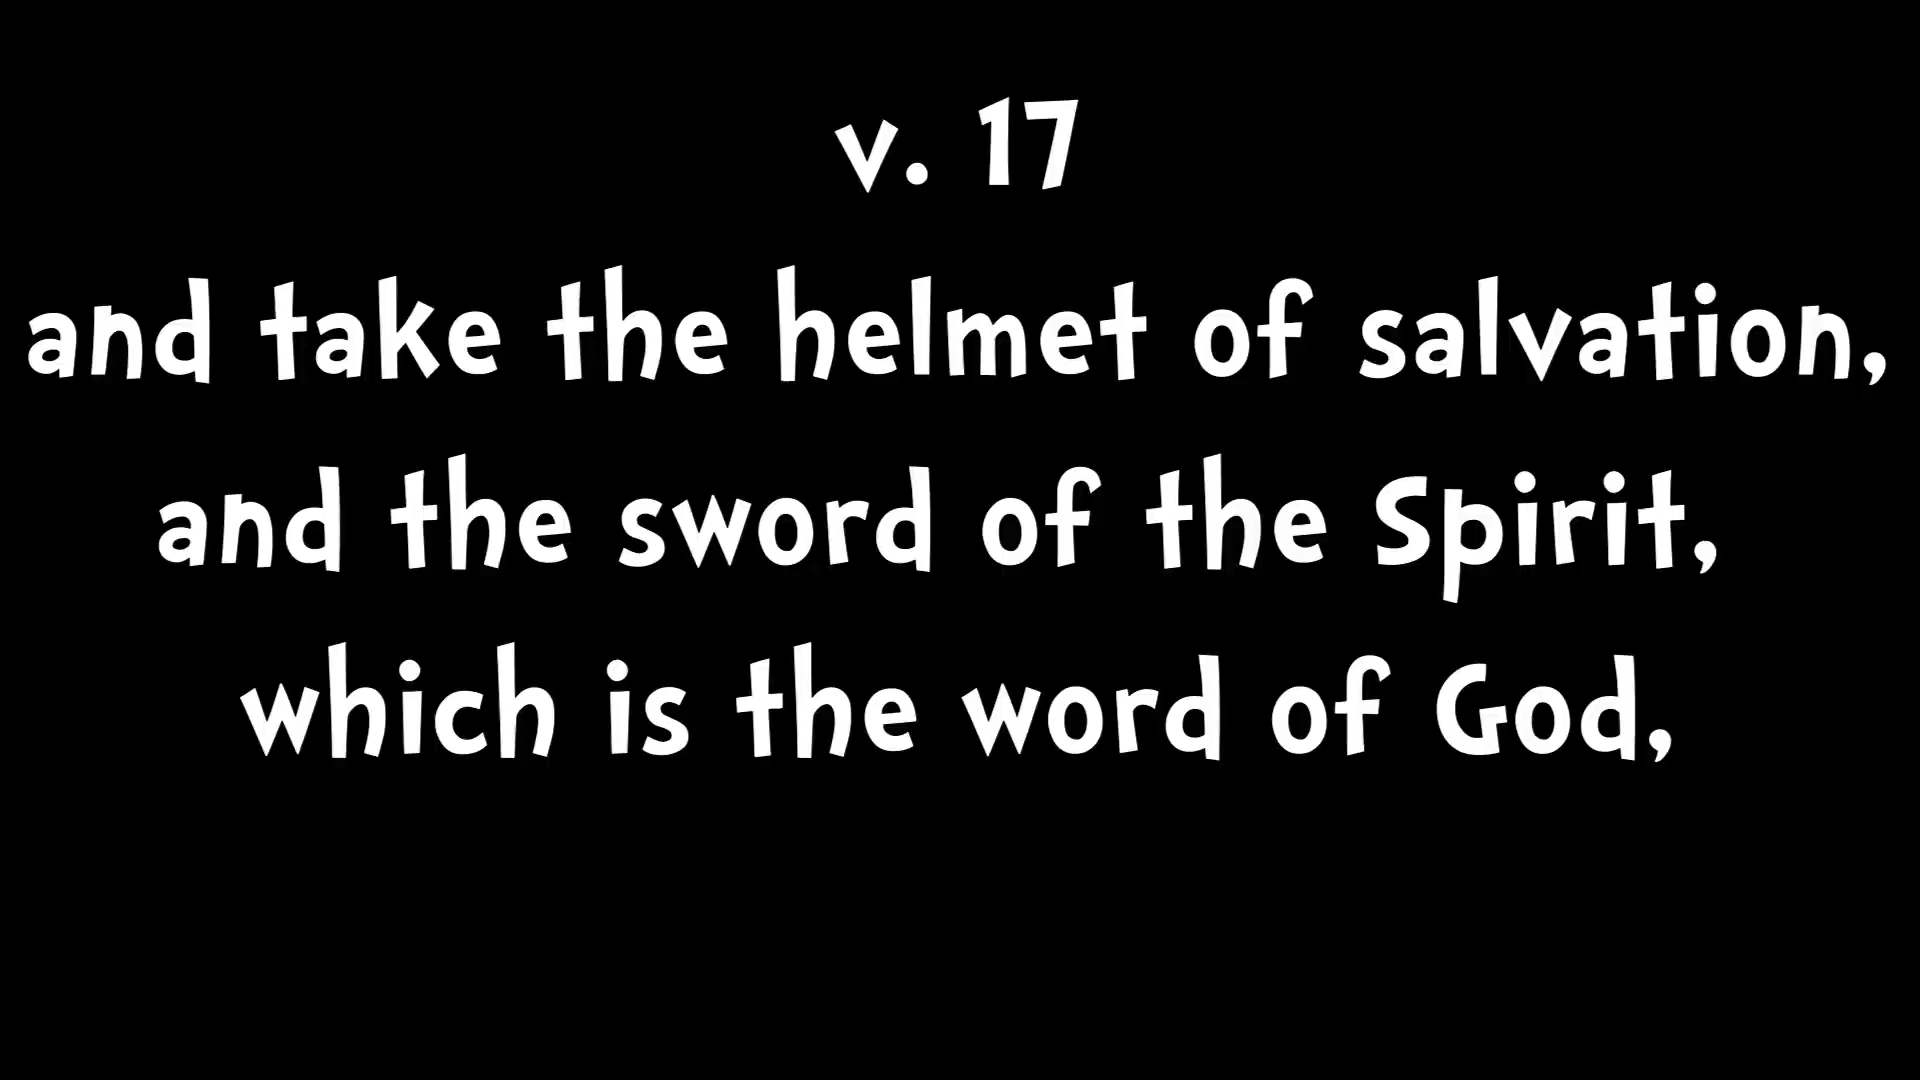 v. 17
and take the helmet of salvation,
and the sword of the Spirit,
which is the word of God,